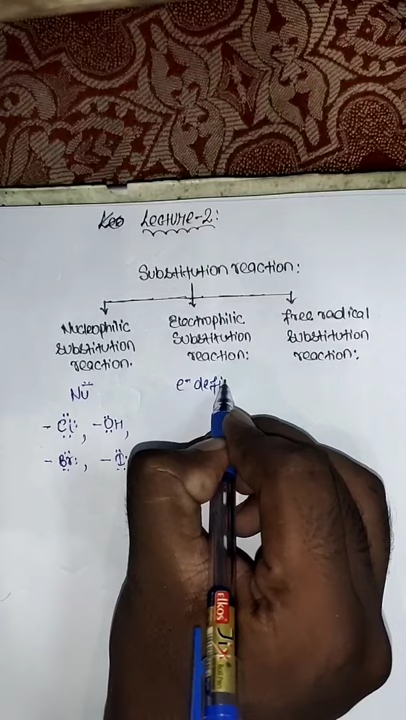 Lecture-2:
Substitution reaction:
Nucleophilic
Substitution
reaction.
Electrophilic
Substitution
reaction:
free radical
Substitution
reaction:
Nu
e⁻ defi
- Cl:, - OH,
- Br:, - I
elkos
Jix